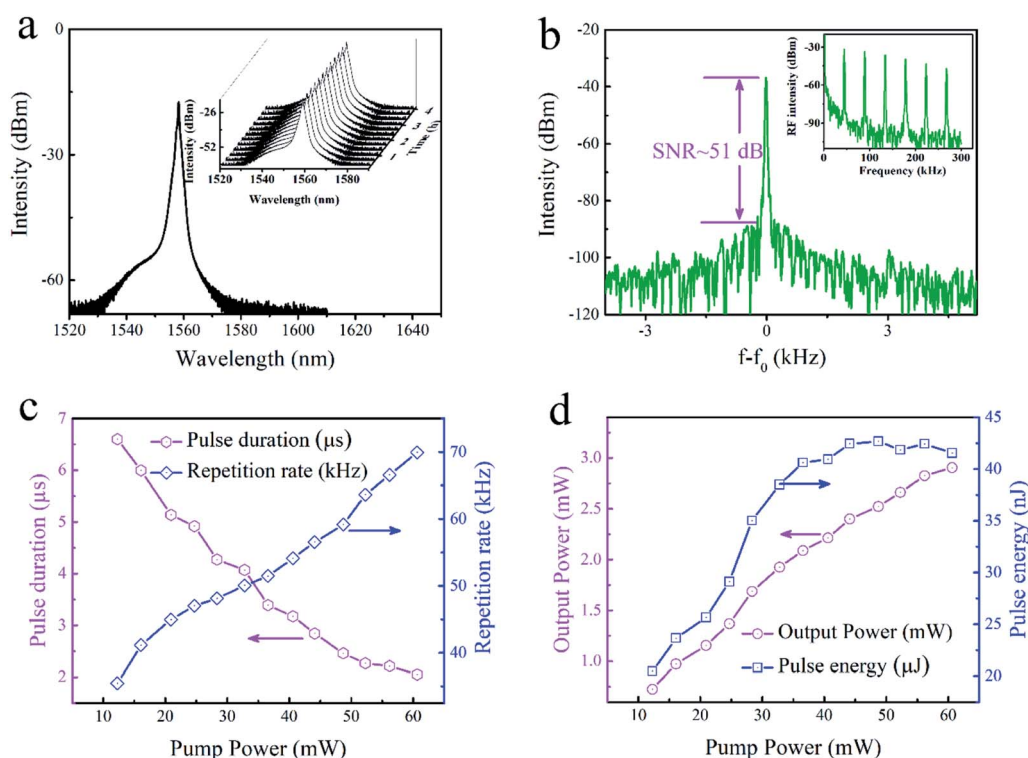 a
0
-30
-60
Intensity (dBm)
1520 1540 1560 1580 1600 1620 1640
Wavelength (nm)
-26
-52
Intensity (dBm)
1520 1540 1560 1580
Wavelength (nm)
1 2 3 4
Time (h)
b
-20
-40
-60
-80
-100
-120
Intensity (dBm)
SNR~51 dB
-3 0 3
f-f0 (kHz)
-30
-60
-90
RF intensity (dBm)
0 100 200 300
Frequency (kHz)
c
7
6
5
4
3
2
Pulse duration (μs)
Pulse duration (μs)
Repetition rate (kHz)
70
60
50
40
Repetition rate (kHz)
10 20 30 40 50 60
Pump Power (mW)
d
3.0
2.5
2.0
1.5
1.0
Output Power (mW)
Output Power (mW)
Pulse energy (μJ)
45
40
35
30
25
20
Pulse energy (nJ)
10 20 30 40 50 60
Pump Power (mW)